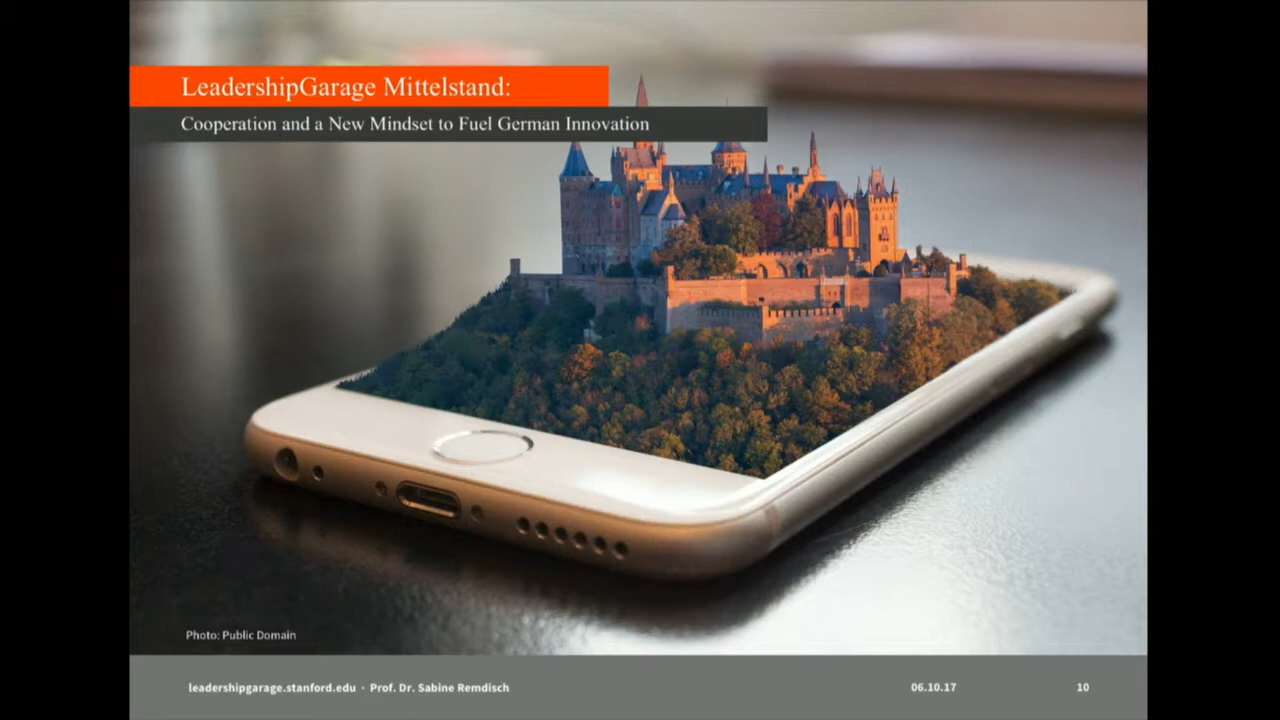 LeadershipGarage Mittelstand:
Cooperation and a New Mindset to Fuel German Innovation
Photo: Public Domain
leadershipgarage.stanford.edu · Prof. Dr. Sabine Remdisch 06.10.17 10